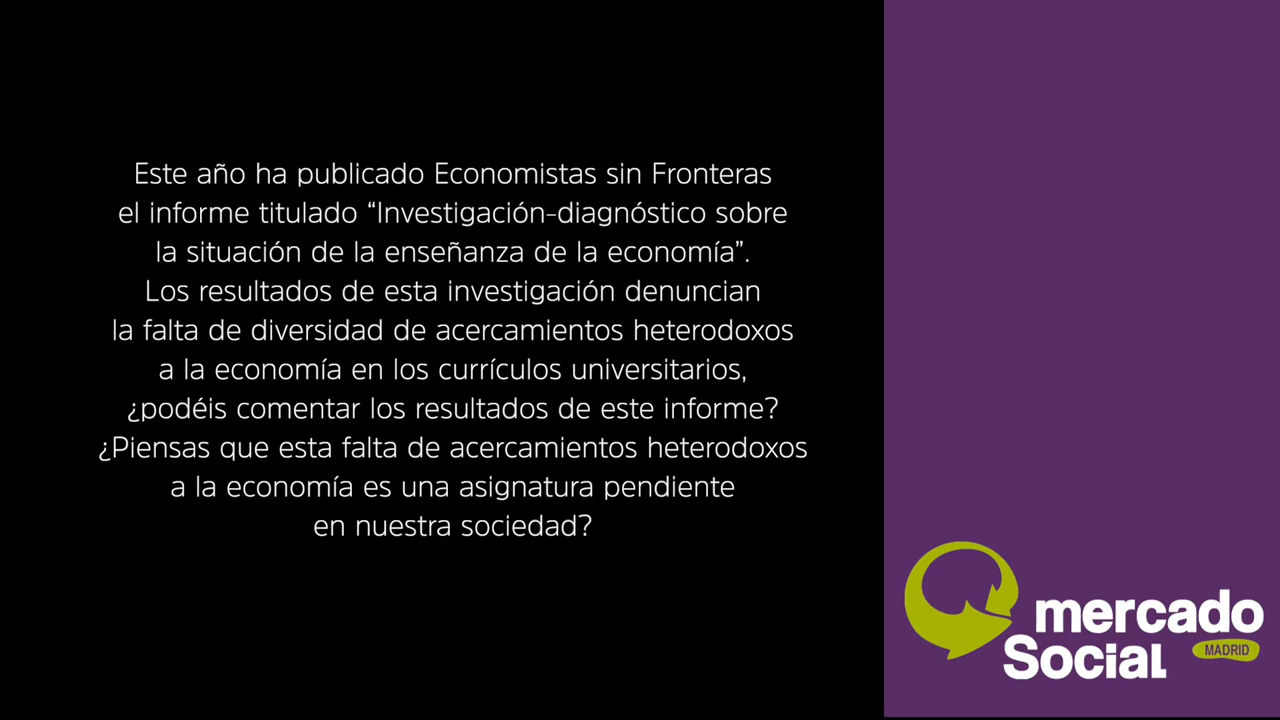 Este año ha publicado Economistas sin Fronteras
el informe titulado “Investigación-diagnóstico sobre
la situación de la enseñanza de la economía”.
Los resultados de esta investigación denuncian
la falta de diversidad de acercamientos heterodoxos
a la economía en los currículos universitarios,
¿podéis comentar los resultados de este informe?
¿Piensas que esta falta de acercamientos heterodoxos
a la economía es una asignatura pendiente
en nuestra sociedad?
mercado
Social
MADRID